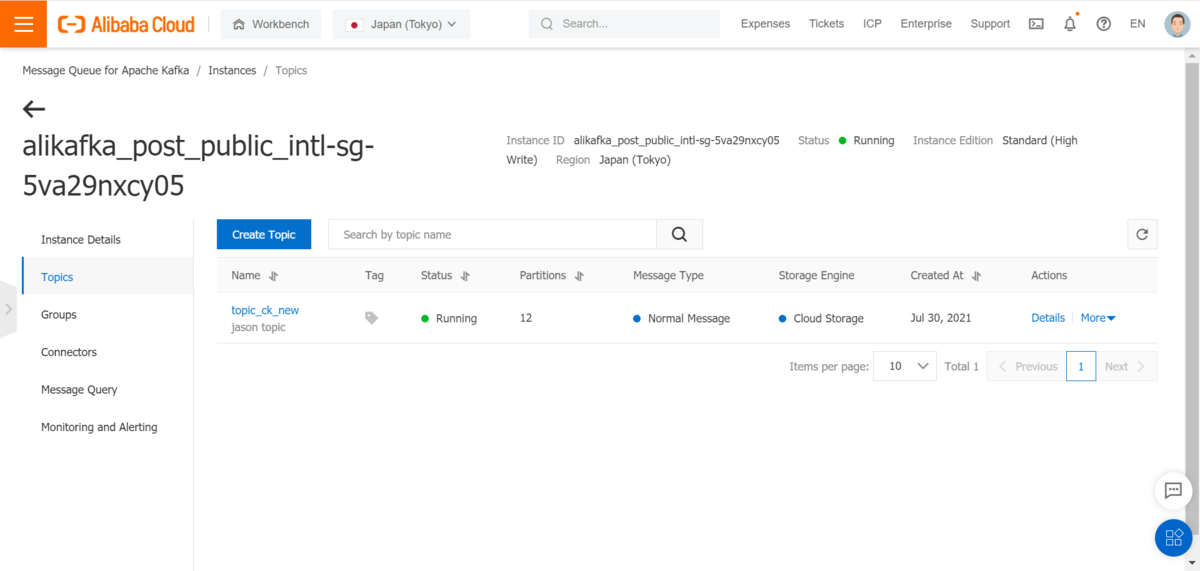 Alibaba Cloud
Workbench
Japan (Tokyo)
Search...
Expenses
Tickets
ICP
Enterprise
Support
EN
Message Queue for Apache Kafka / Instances / Topics
alikafka_post_public_intl-sg-
5va29nxcy05
Instance ID alikafka_post_public_intl-sg-5va29nxcy05 Status Running Instance Edition Standard (High
Write) Region Japan (Tokyo)
Instance Details
Topics
Groups
Connectors
Message Query
Monitoring and Alerting
Create Topic
Search by topic name
Name Tag Status Partitions Message Type Storage Engine Created At Actions
topic_ck_new
jason topic
Running 12 Normal Message Cloud Storage Jul 30, 2021 Details More
Items per page: 10 Total 1 Previous 1 Next